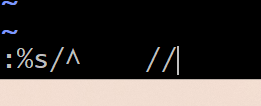 ~
~
:%s/^    //